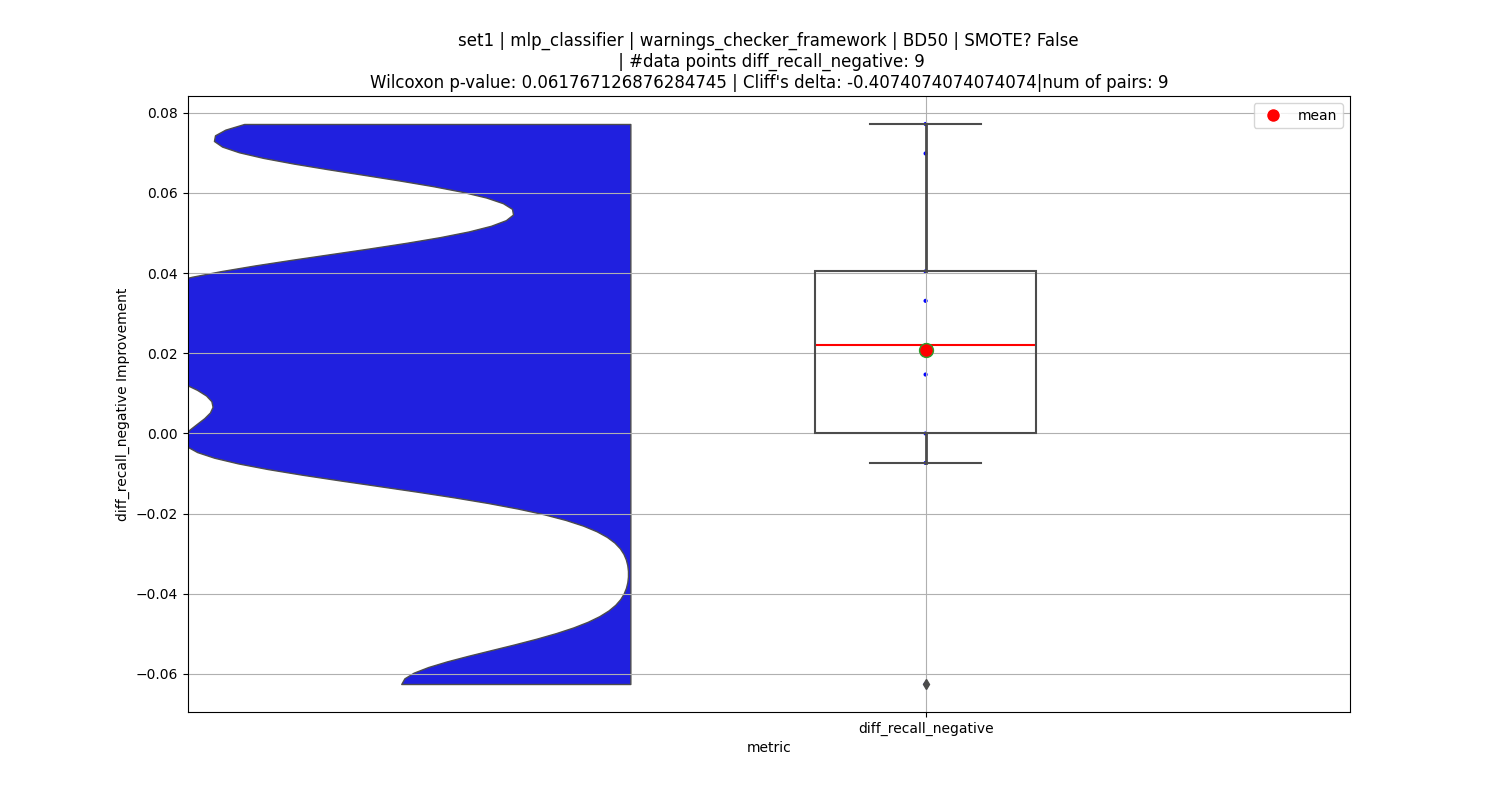 set1 | mlp_classifier | warnings_checker_framework | BD50 | SMOTE? False
| #data points diff_recall_negative: 9
Wilcoxon p-value: 0.061767126876284745 | Cliff's delta: -0.4074074074074074|num of pairs: 9
mean
0.08
0.06
0.04
0.02
0.00
−0.02
−0.04
−0.06
diff_recall_negative Improvement
diff_recall_negative
metric